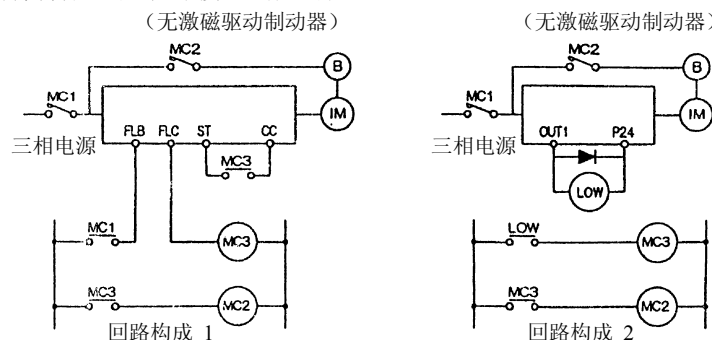 （无激磁驱动制动器）
（无激磁驱动制动器）
MC2
B
MC1
IM
FLB FLC ST CC
三相电源
MC3
MC1
MC3
MC3
MC2
回路构成 1
MC2
B
MC1
IM
OUT1 P24
三相电源
LOW
LOW
MC3
MC3
MC2
回路构成 2